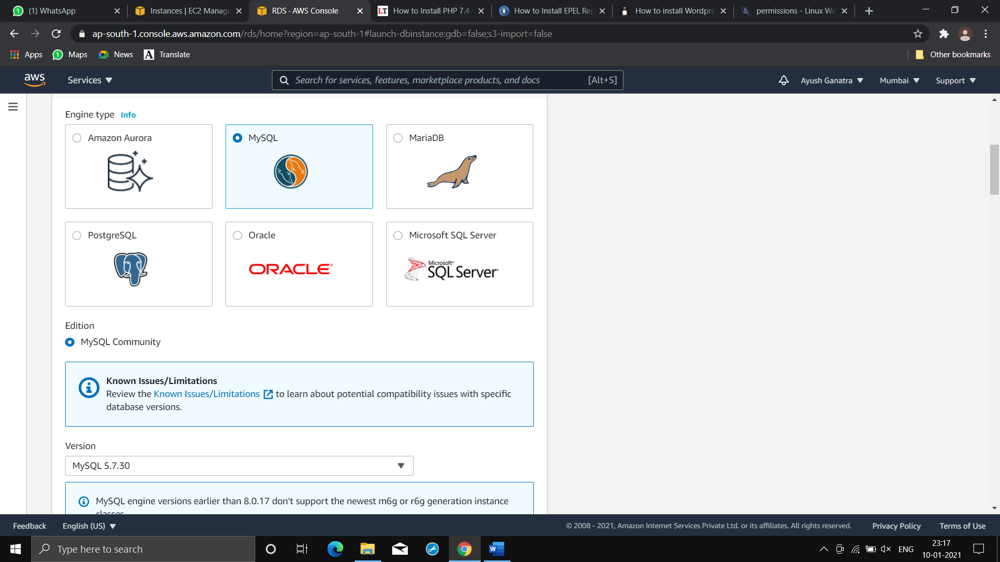 (1) WhatsApp
Instances | EC2 Manage
RDS · AWS Console
How to Install PHP 7.4
How to Install EPEL Rep
How to install Wordpre
permissions - Linux Wo
ap-south-1.console.aws.amazon.com/rds/home?region=ap-south-1#launch-dbinstance:gdb=false;s3-import=false
Apps
Maps
News
Translate
Other bookmarks
aws
Services
Search for services, features, marketplace products, and docs
[Alt+S]
Ayush Ganatra
Mumbai
Support
Engine type Info
Amazon Aurora
MySQL
MariaDB
PostgreSQL
Oracle
Microsoft SQL Server
ORACLE
Microsoft
SQL Server
Edition
MySQL Community
Known Issues/Limitations
Review the Known Issues/Limitations to learn about potential compatibility issues with specific
database versions.
Version
MySQL 5.7.30
MySQL engine versions earlier than 8.0.17 don't support the newest m6g or r6g generation instance
classes.
Feedback
English (US)
© 2008 - 2021, Amazon Internet Services Private Ltd. or its affiliates. All rights reserved.
Privacy Policy
Terms of Use
Type here to search
ENG
23:17
10-01-2021